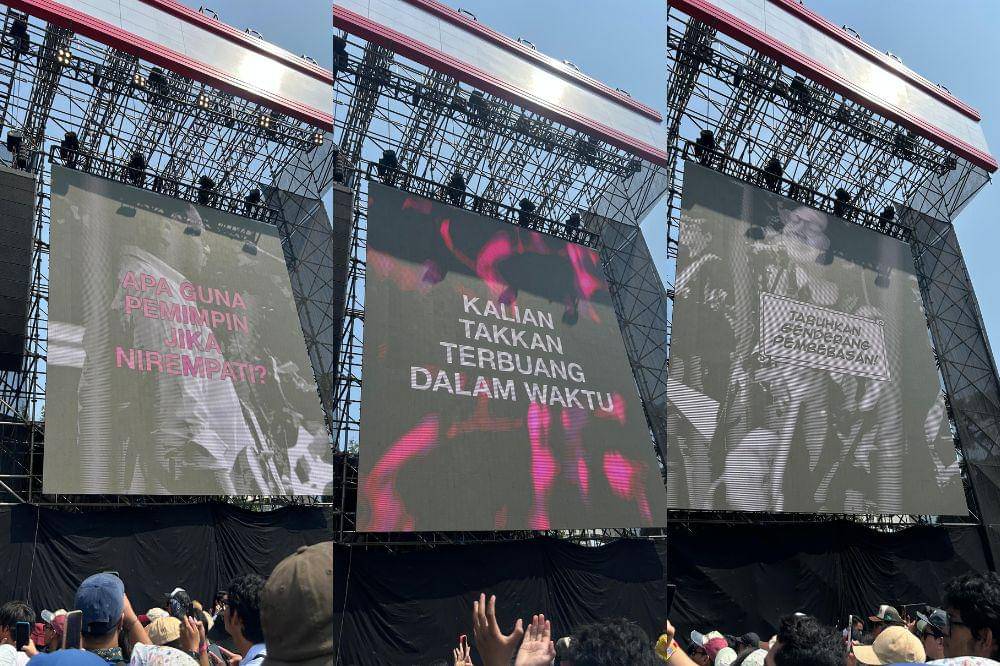 APA GUNA
PEMIMPIN
JIKA
NIREMPATI?
KALIAN
TAKKAN
TERBUANG
DALAM WAKTU
TABUHKAN
GENDERANG
PEMBEBASAN!